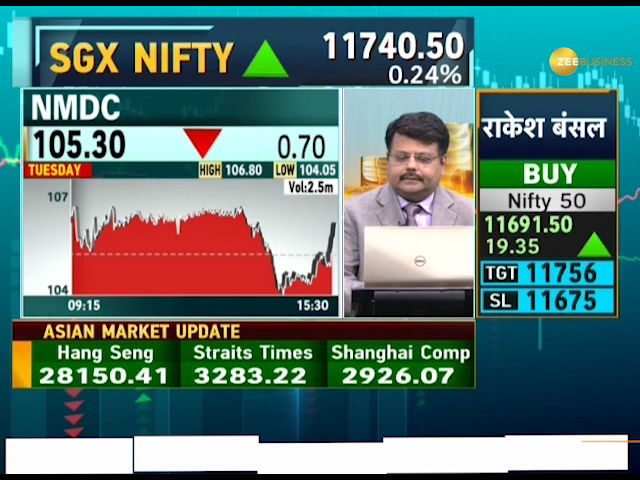 SGX NIFTY
11740.50
0.24%
ZEEBUSINESS
NMDC
105.30
0.70
TUESDAY
HIGH 106.80 LOW 104.05
Vol:2.5m
107
104
09:15
15:30
DELL
राकेश बंसल
BUY
Nifty 50
11691.50
19.35
TGT 11756
SL 11675
ASIAN MARKET UPDATE
Hang Seng Straits Times Shanghai Comp
28150.41 3283.22 2926.07